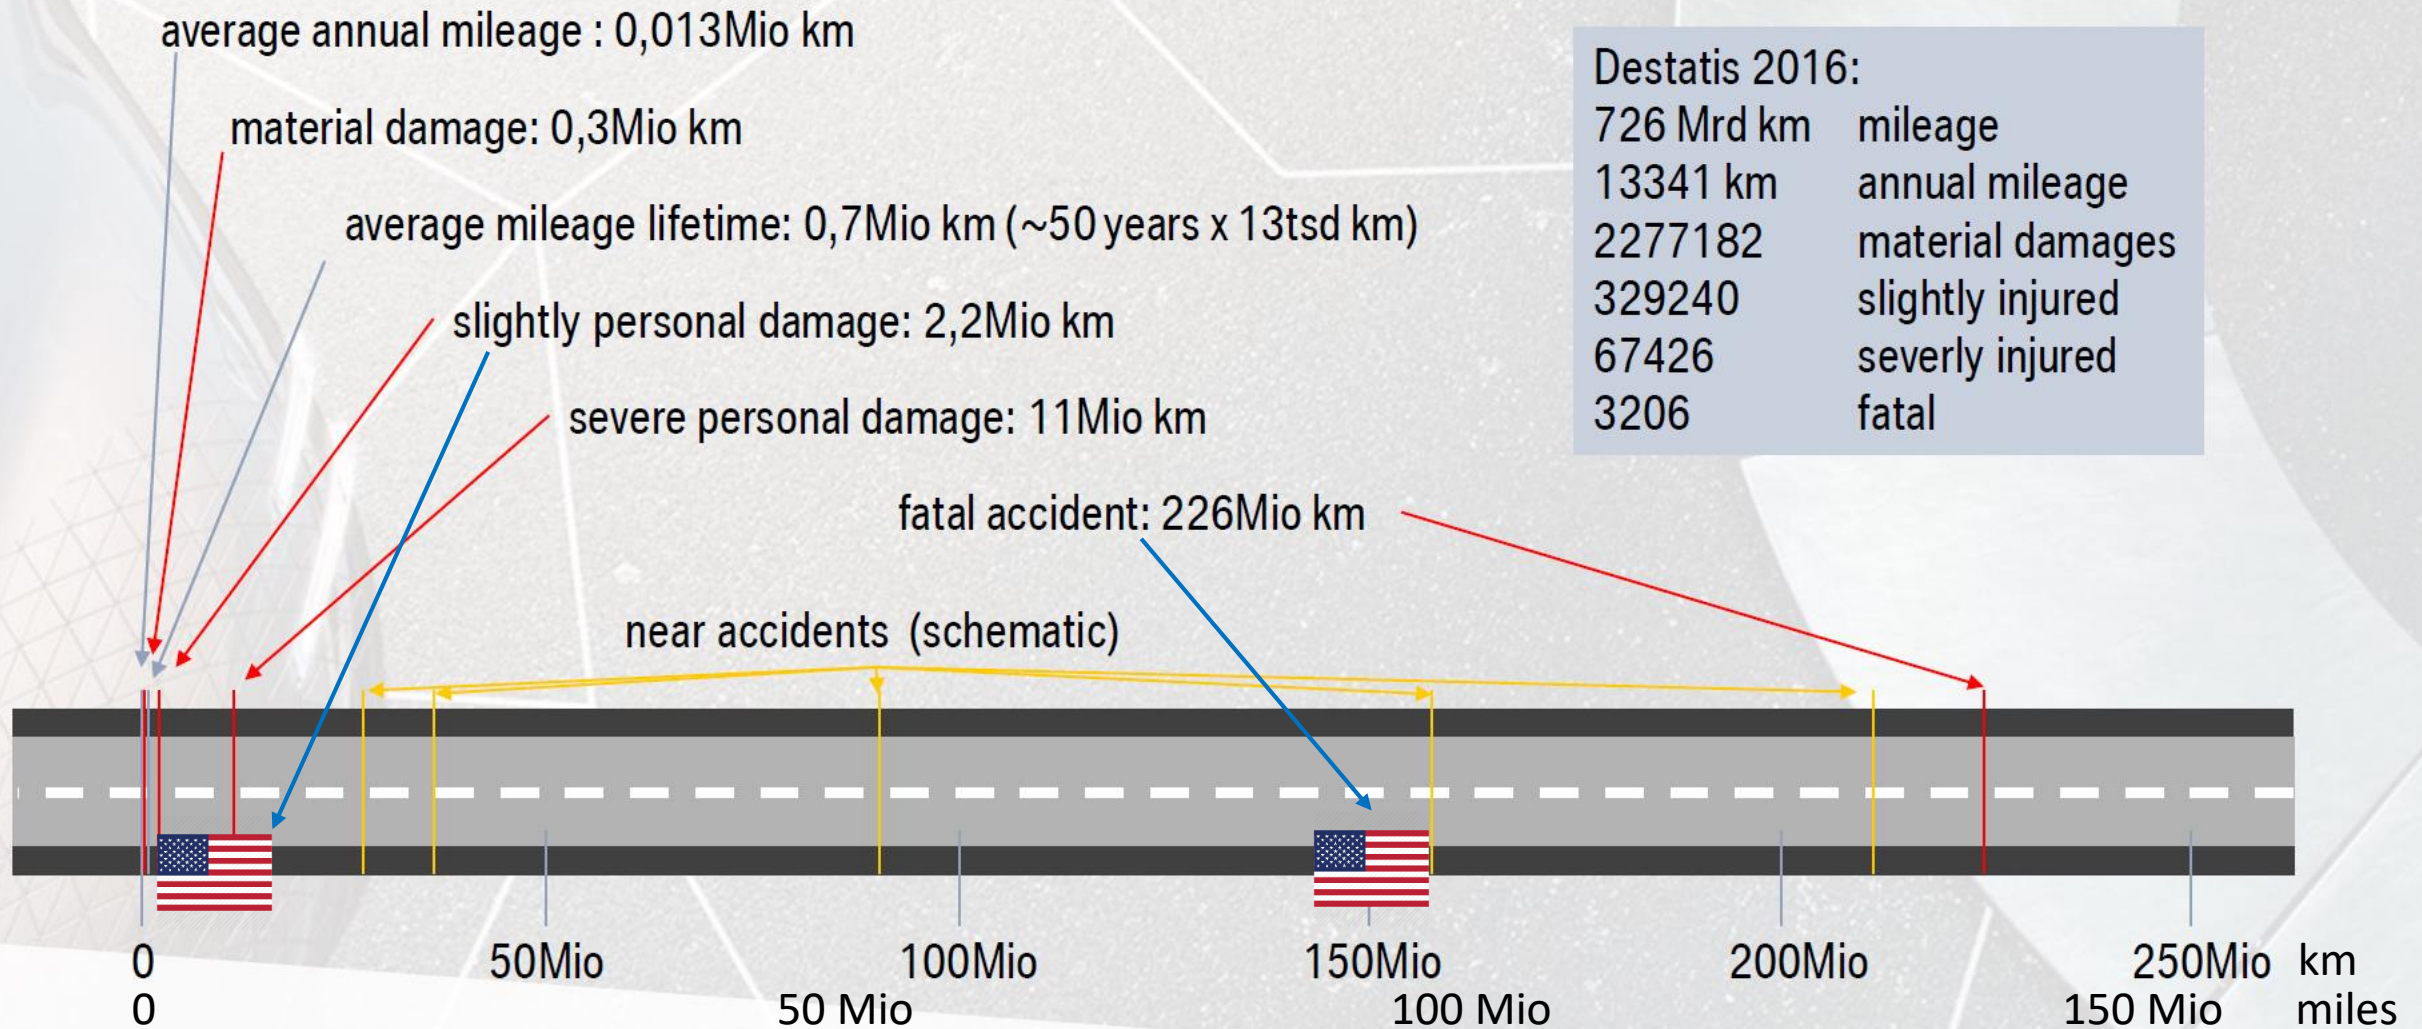 average annual mileage : 0,013Mio km
material damage: 0,3Mio km
average mileage lifetime: 0,7Mio km (~50 years x 13tsd km)
slightly personal damage: 2,2Mio km
severe personal damage: 11Mio km
fatal accident: 226Mio km
near accidents (schematic)
Destatis 2016:
726 Mrd km mileage
13341 km annual mileage
2277182 material damages
329240 slightly injured
67426 severly injured
3206 fatal
0 50Mio 100Mio 150Mio 200Mio 250Mio km
0 50 Mio 100 Mio 150 Mio miles